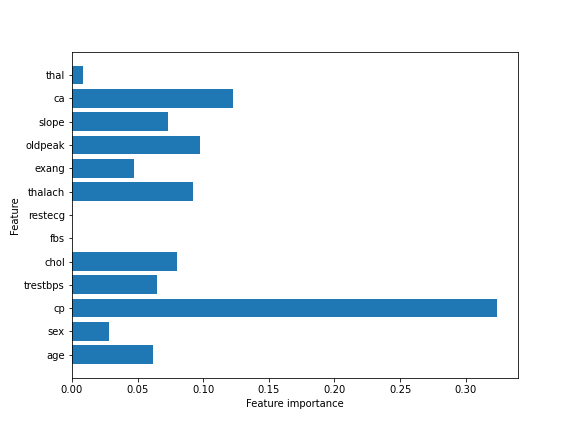 thal
ca
slope
oldpeak
exang
thalach
restecg
fbs
chol
trestbps
cp
sex
age
Feature
0.00 0.05 0.10 0.15 0.20 0.25 0.30
Feature importance